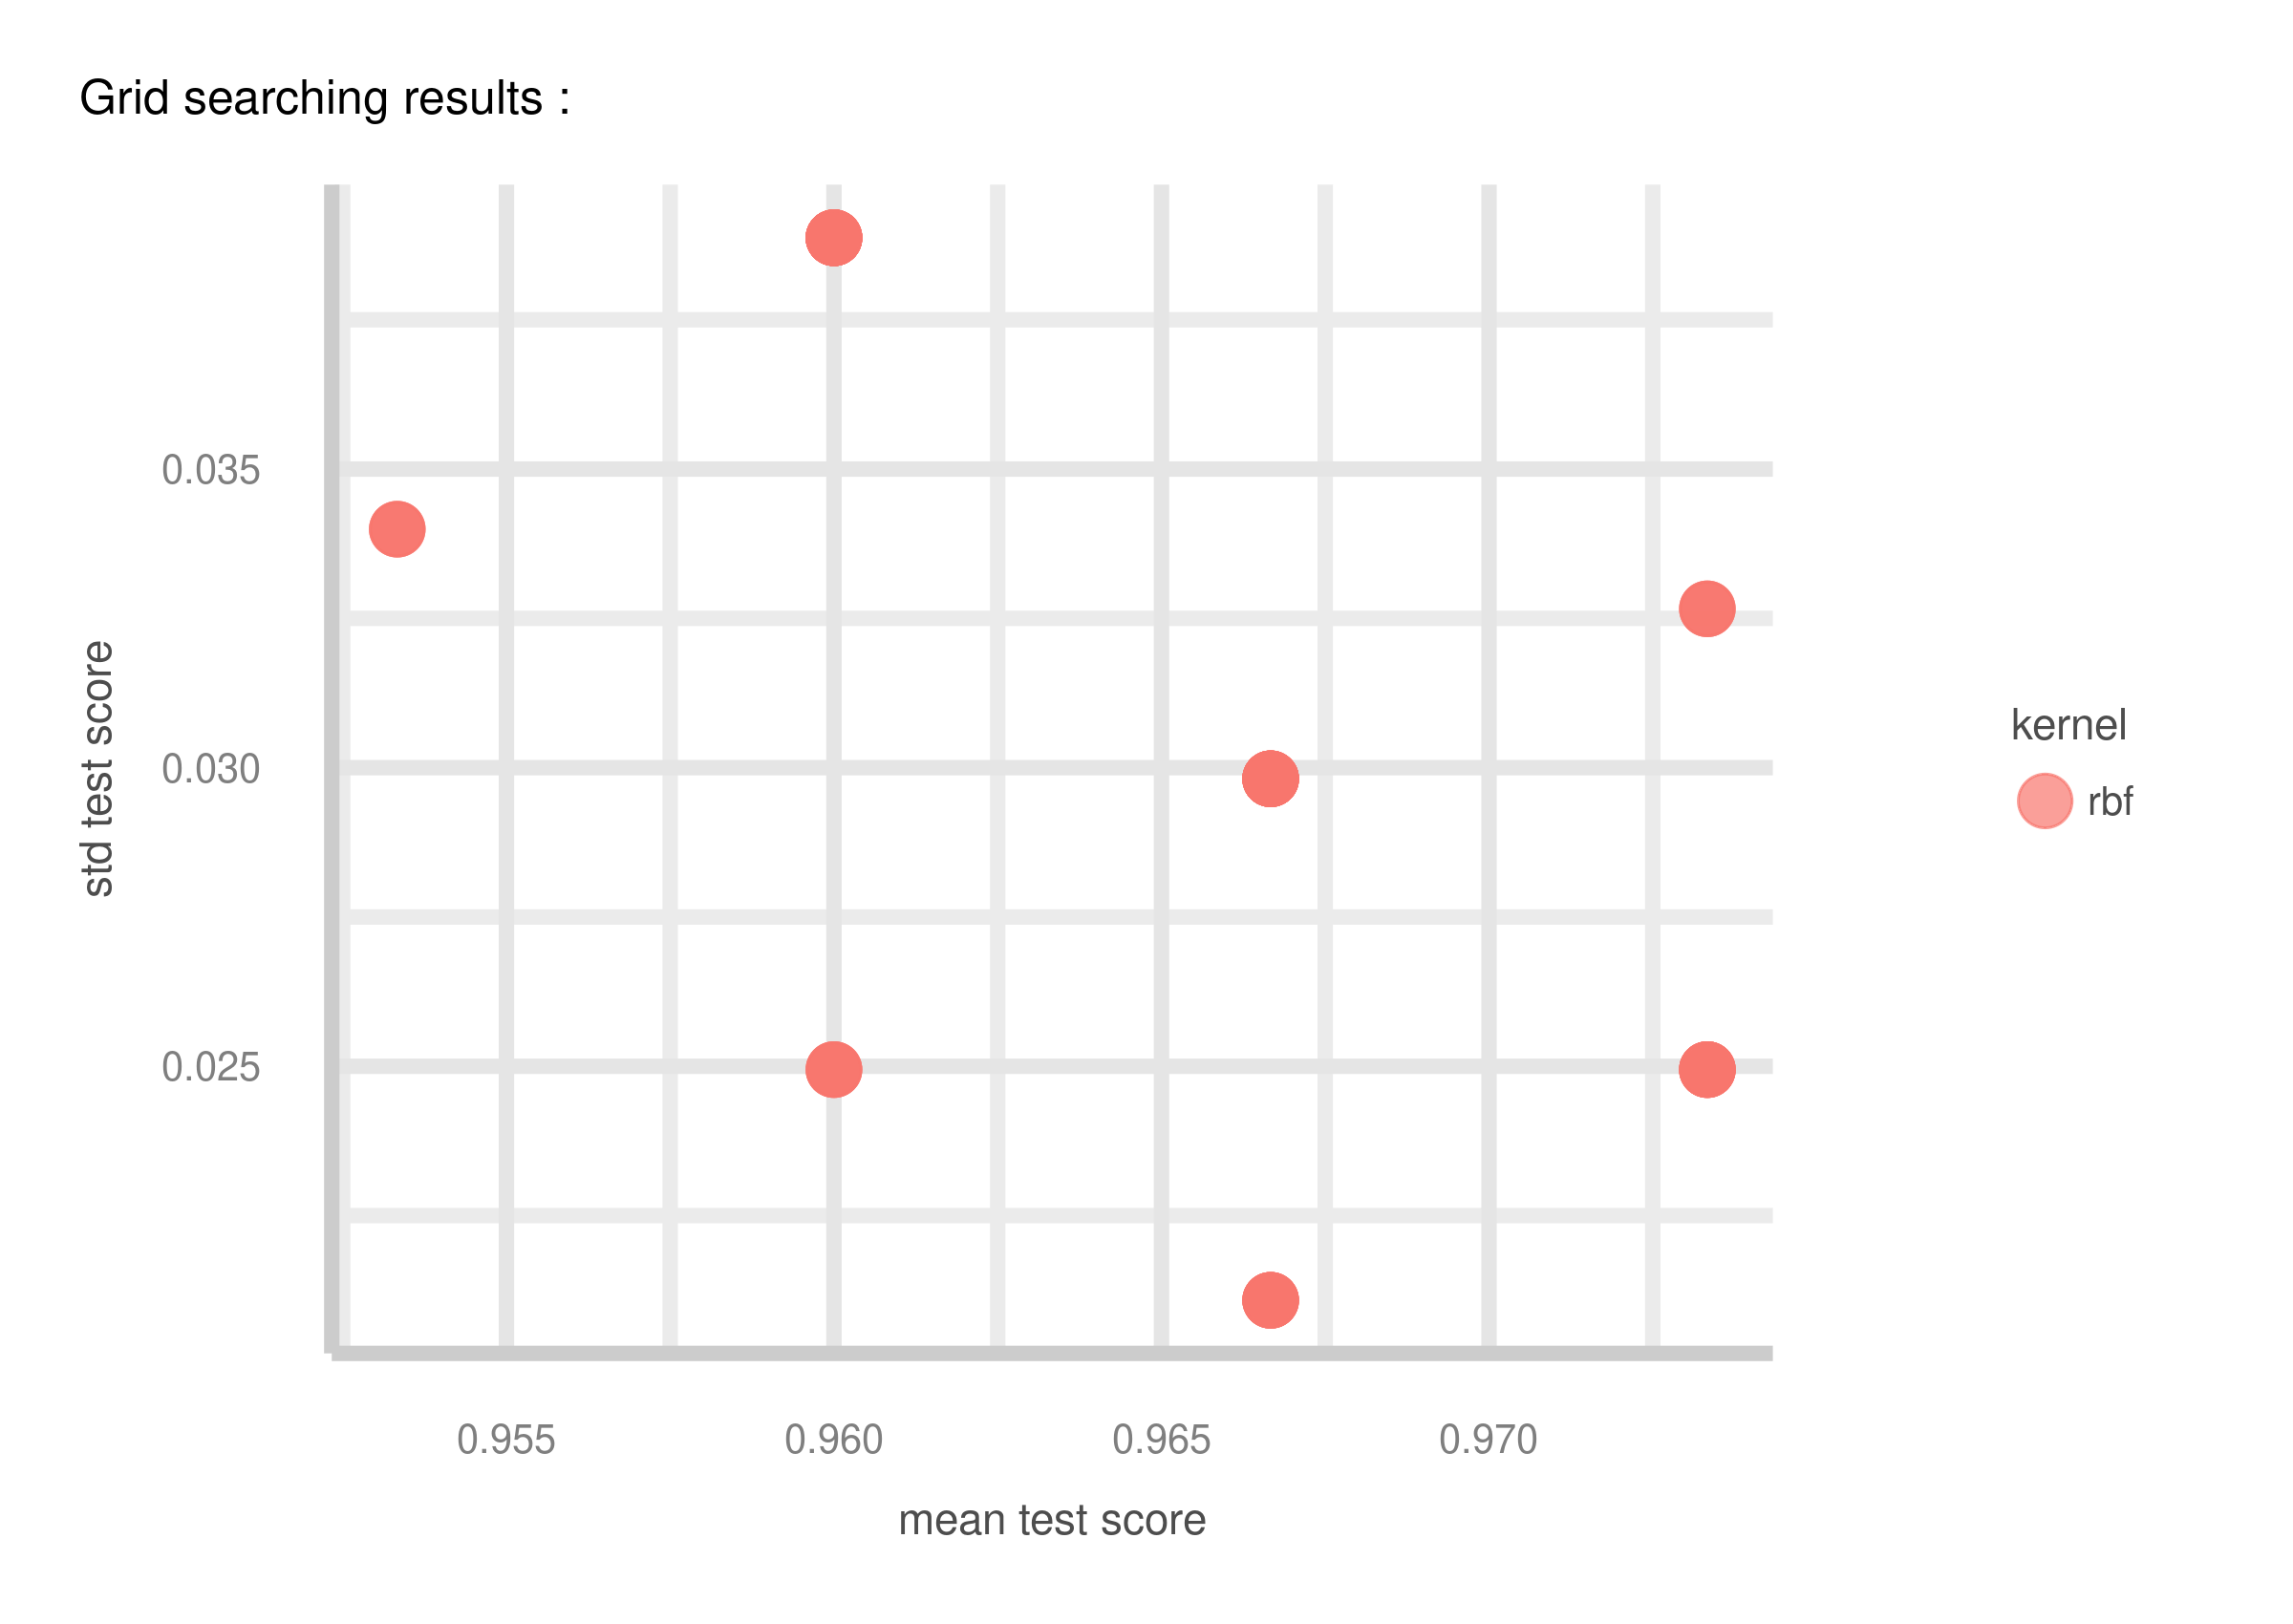 Grid searching results :
std test score
0.035
0.030
0.025
0.955
0.960
0.965
0.970
mean test score
kernel
rbf